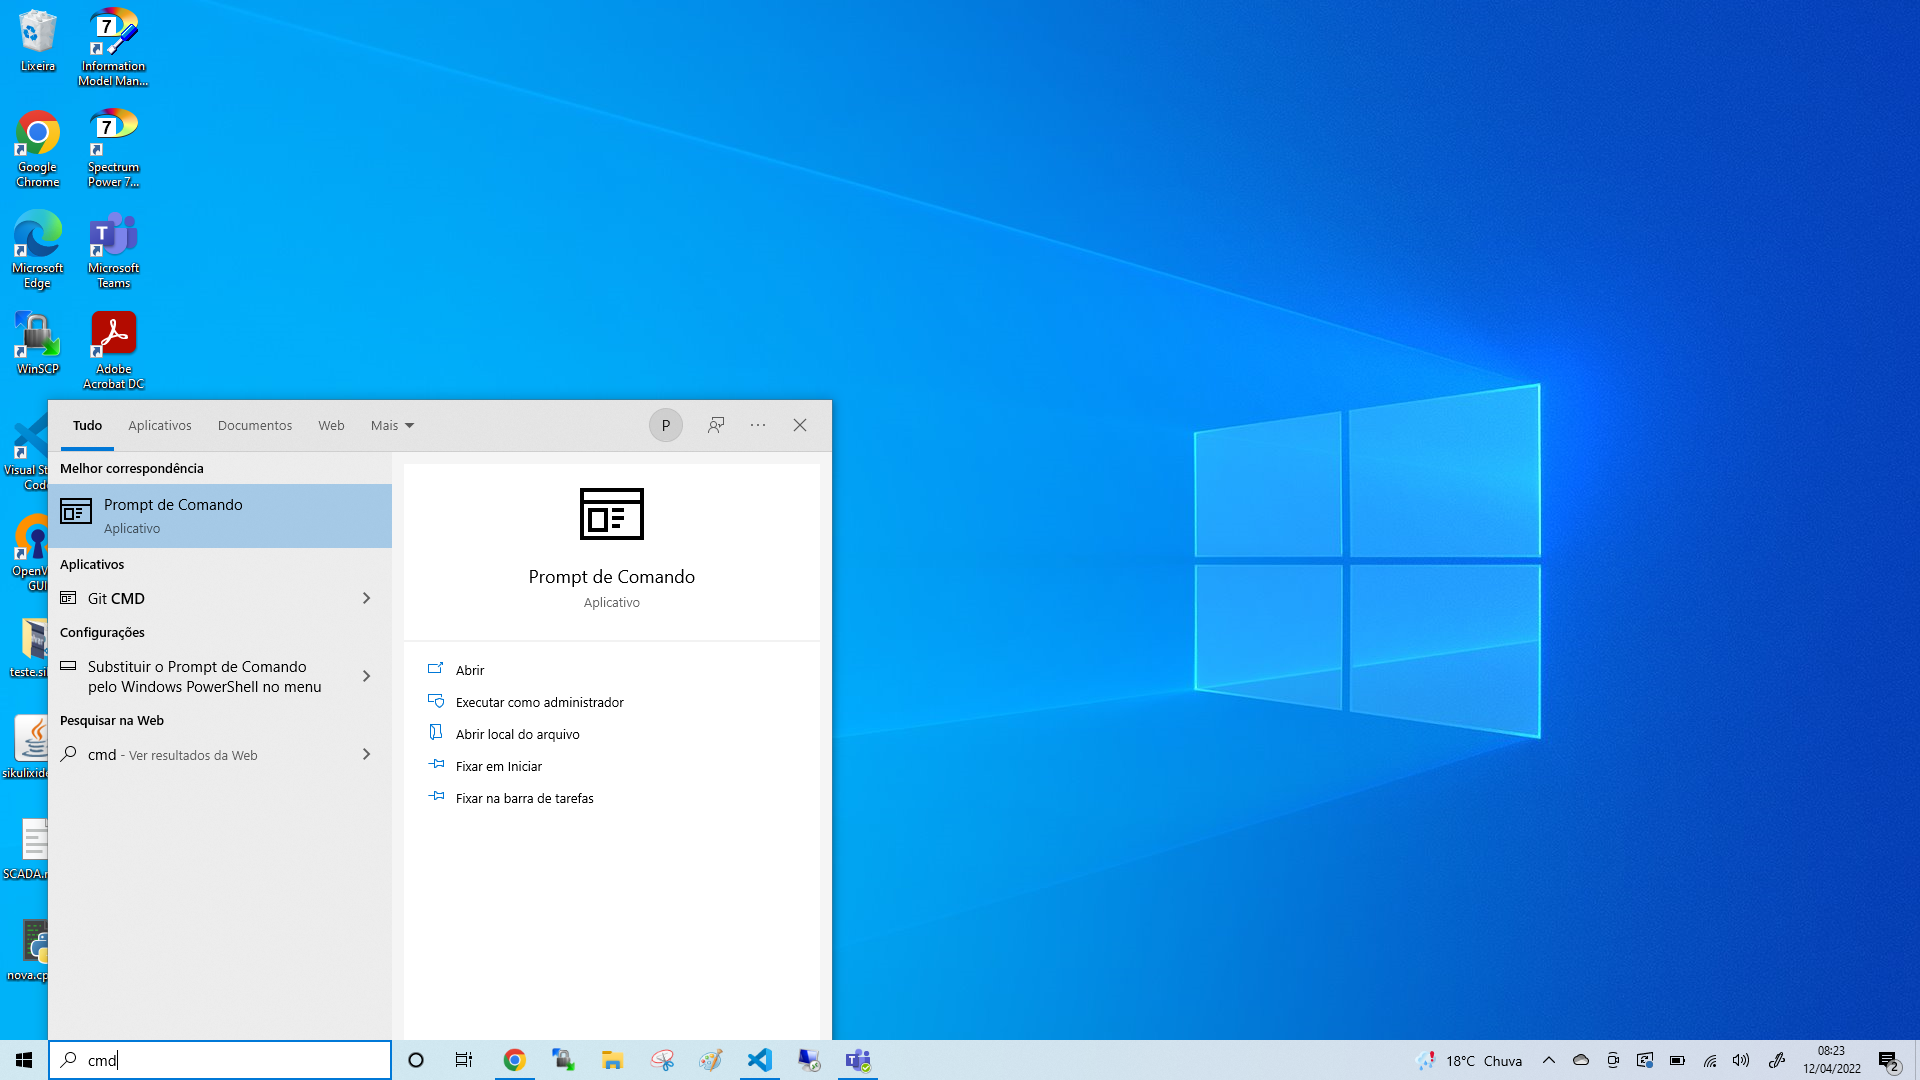 Lixeira
Information
Model Man...
Google
Chrome
Spectrum
Power 7...
Microsoft
Edge
Microsoft
Teams
WinSCP
Adobe
Acrobat DC
Tudo
Aplicativos
Documentos
Web
Mais
P
Melhor correspondência
Prompt de Comando
Aplicativo
Aplicativos
Git CMD
Configurações
Substituir o Prompt de Comando
pelo Windows PowerShell no menu
Pesquisar na Web
cmd - Ver resultados da Web
Prompt de Comando
Aplicativo
Abrir
Executar como administrador
Abrir local do arquivo
Fixar em Iniciar
Fixar na barra de tarefas
Visual St
Code
OpenV
GUI
teste.si
sikulixid
SCADA.r
nova.cp
cmd
18°C Chuva
08:23
12/04/2022
2